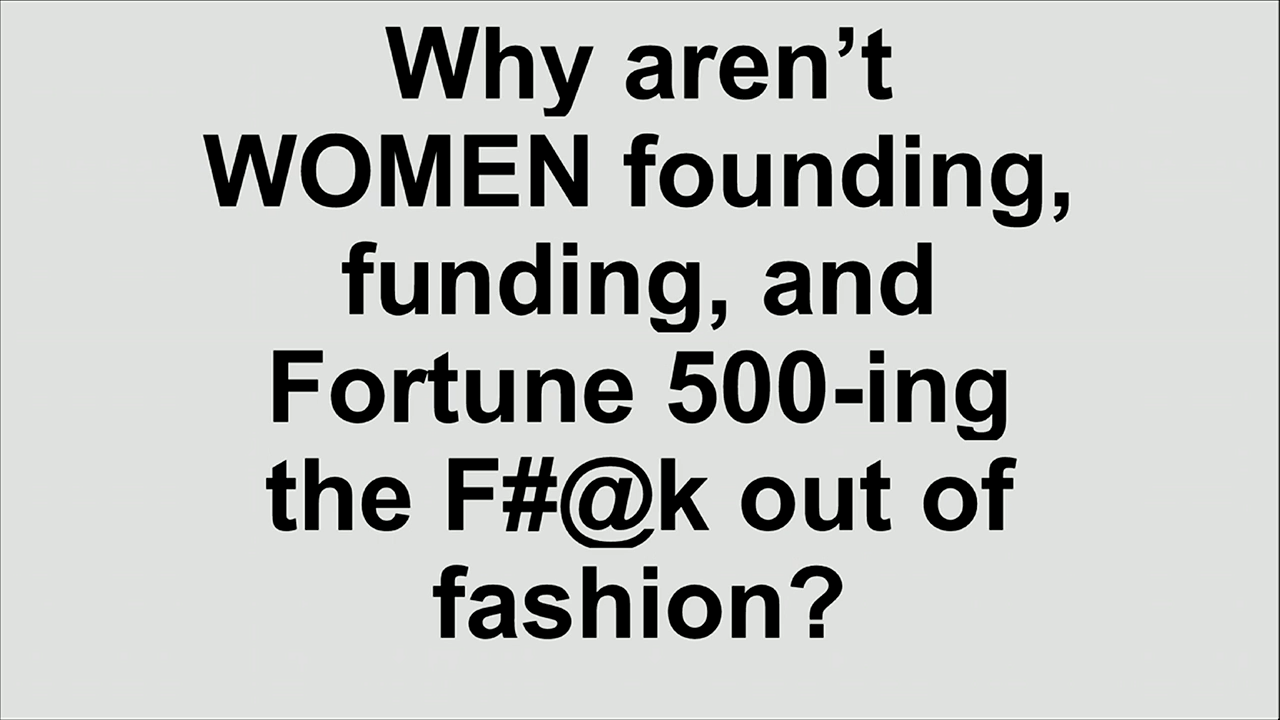 Why aren’t
WOMEN founding,
funding, and
Fortune 500-ing
the F#@k out of
fashion?